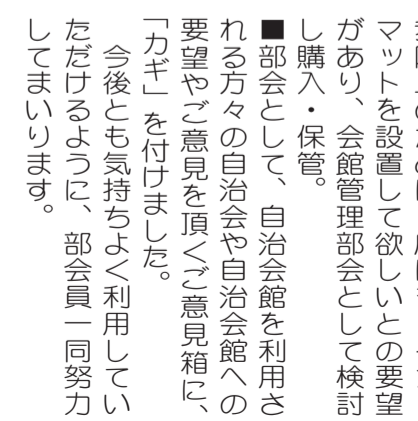 マットを設置して欲しいとの要望
があり、会館管理部会として検討
し購入・保管。
■部会として、自治会館を利用さ
れる方々の自治会や自治会館への
要望やご意見を頂くご意見箱に、
「カギ」を付けました。
　今後とも気持ちよく利用してい
ただけるように、部会員一同努力
してまいります。